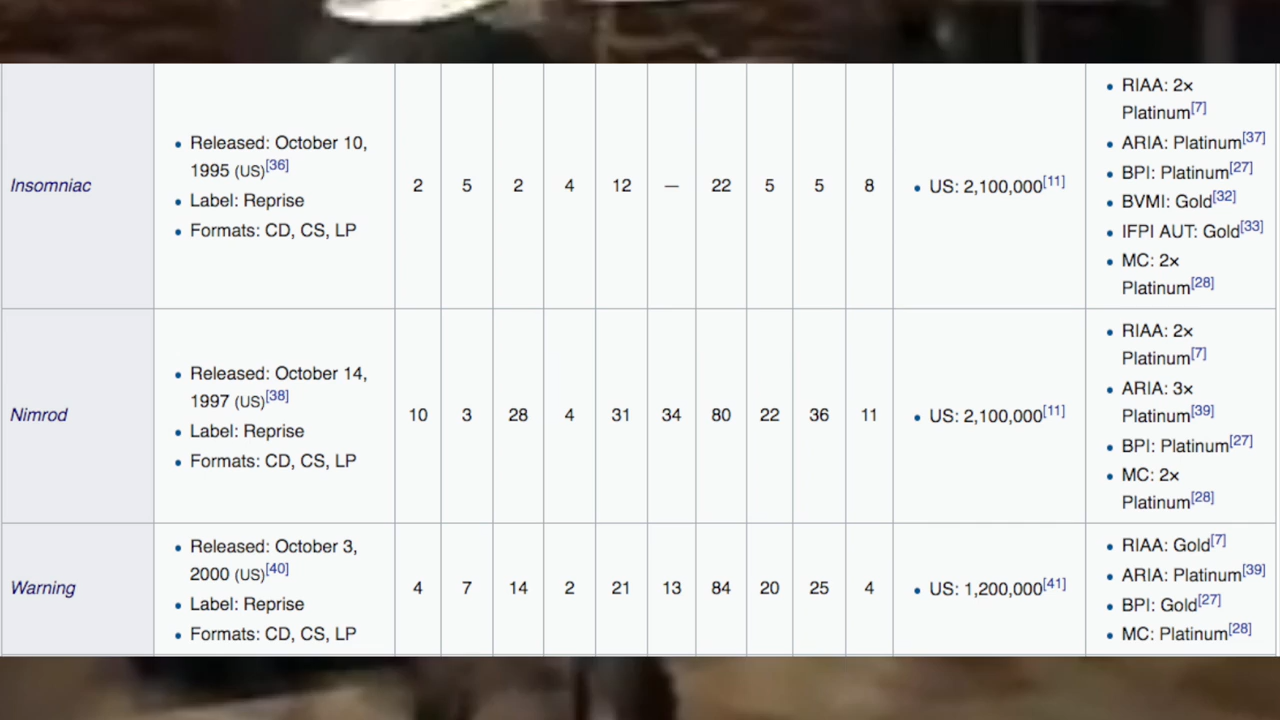 Insomniac
Released: October 10,
1995 (US)[36]
Label: Reprise
Formats: CD, CS, LP
2 5 2 4 12 — 22 5 5 8
US: 2,100,000[11]
RIAA: 2×
Platinum[7]
ARIA: Platinum[37]
BPI: Platinum[27]
BVMI: Gold[32]
IFPI AUT: Gold[33]
MC: 2×
Platinum[28]
Nimrod
Released: October 14,
1997 (US)[38]
Label: Reprise
Formats: CD, CS, LP
10 3 28 4 31 34 80 22 36 11
US: 2,100,000[11]
RIAA: 2×
Platinum[7]
ARIA: 3×
Platinum[39]
BPI: Platinum[27]
MC: 2×
Platinum[28]
Warning
Released: October 3,
2000 (US)[40]
Label: Reprise
Formats: CD, CS, LP
4 7 14 2 21 13 84 20 25 4
US: 1,200,000[41]
RIAA: Gold[7]
ARIA: Platinum[39]
BPI: Gold[27]
MC: Platinum[28]